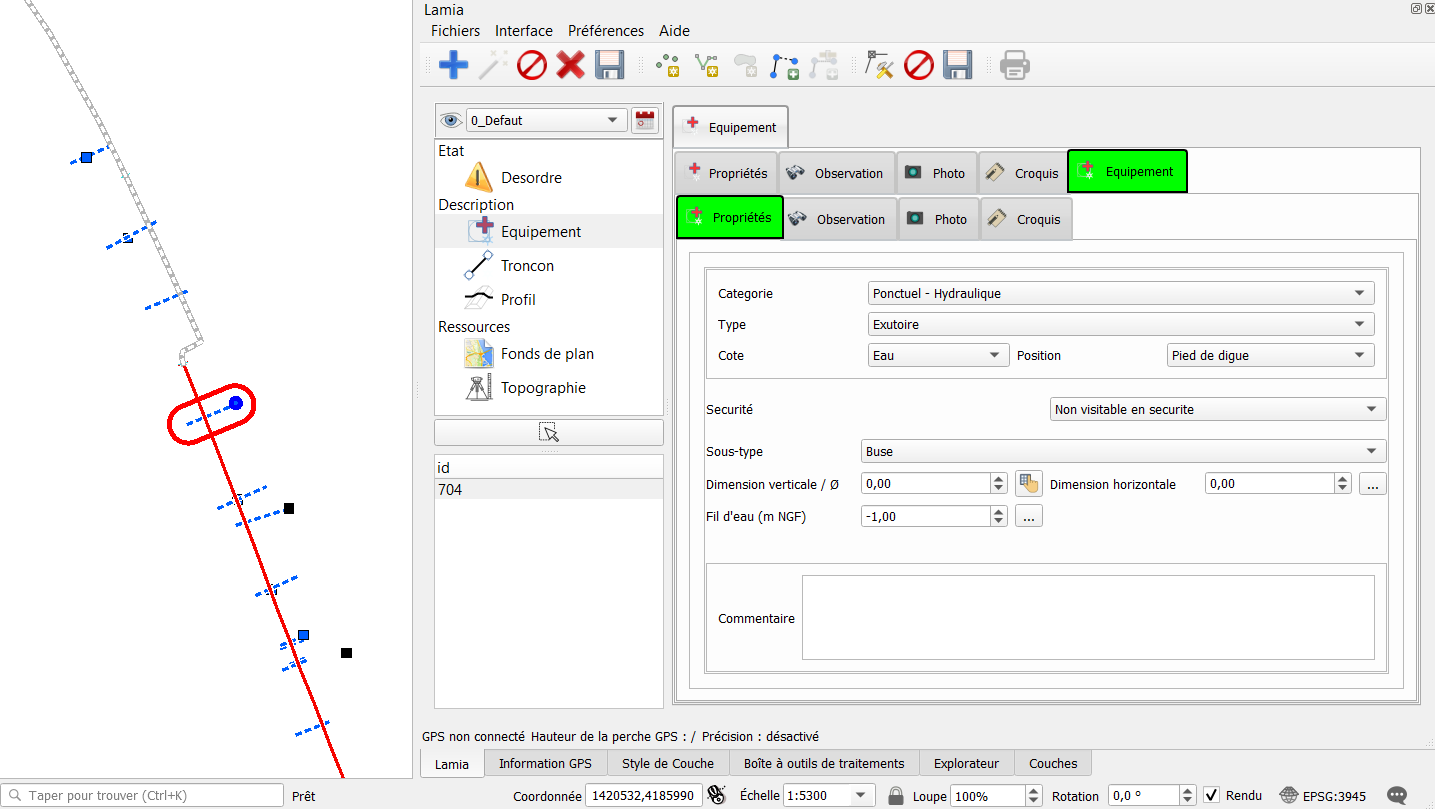 Lamia
Fichiers Interface Préférences Aide
0_Defaut
Etat
Desordre
Description
Equipement
Troncon
Profil
Ressources
Fonds de plan
Topographie
id
704
Equipement
Propriétés Observation Photo Croquis Equipement
Propriétés Observation Photo Croquis
Categorie Ponctuel - Hydraulique
Type Exutoire
Cote Eau Position Pied de digue
Securité Non visitable en securite
Sous-type Buse
Dimension verticale / Ø 0,00 Dimension horizontale 0,00 ...
Fil d'eau (m NGF) -1,00 ...
Commentaire
GPS non connecté Hauteur de la perche GPS : / Précision : désactivé
Lamia Information GPS Style de Couche Boîte à outils de traitements Explorateur Couches
Taper pour trouver (Ctrl+K) Prêt Coordonnée 1420532,4185990 Échelle 1:5300 Loupe 100% Rotation 0,0 ° Rendu EPSG:3945